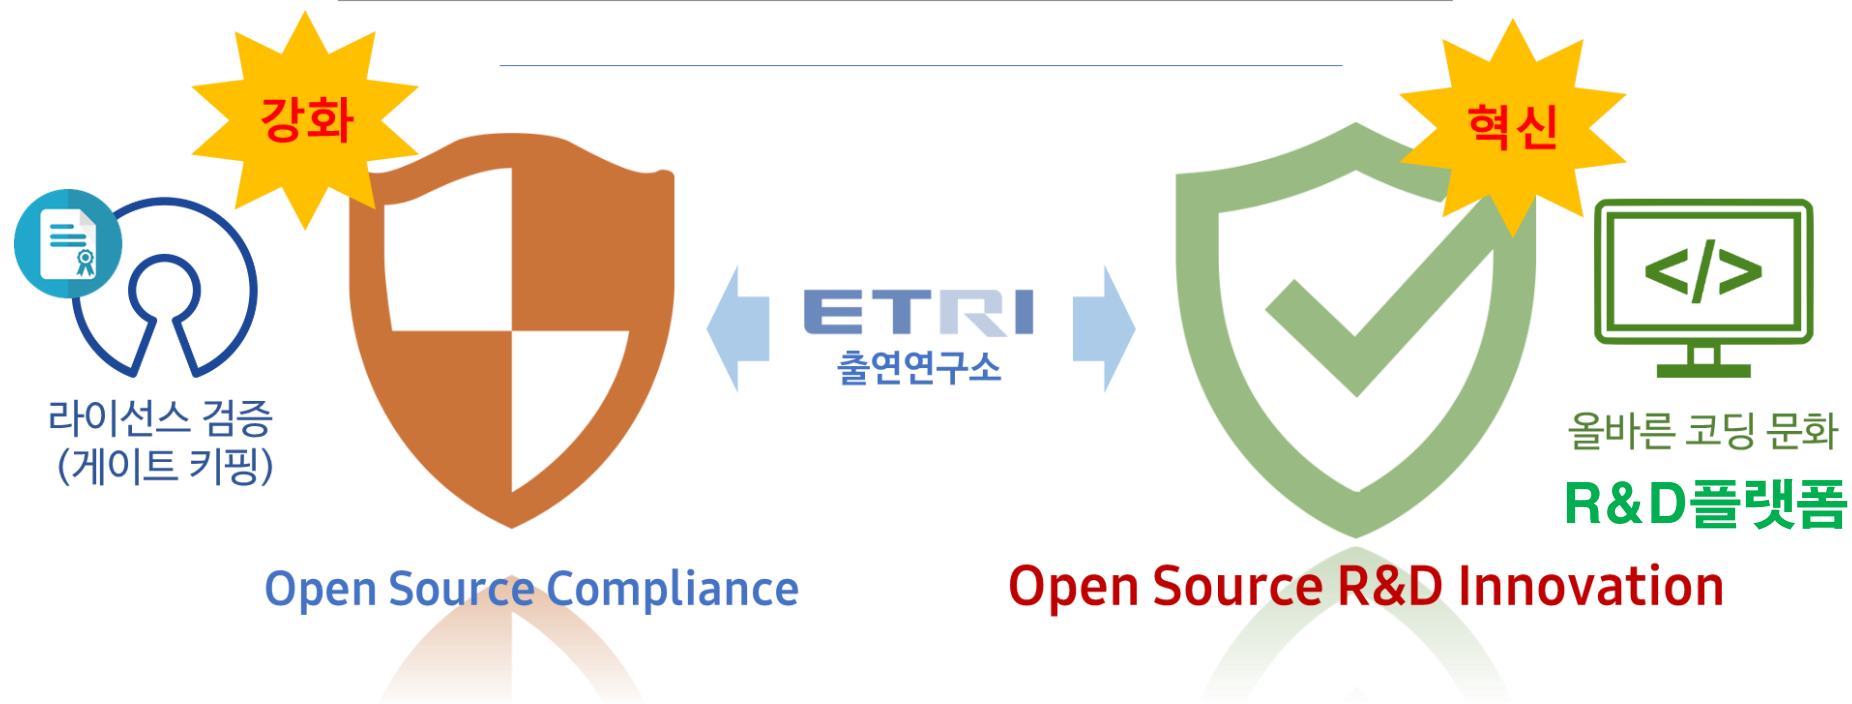 강화
혁신
ETRI
출연연구소
</>
라이선스 검증
(게이트 키핑)
올바른 코딩 문화
R&D플랫폼
Open Source Compliance
Open Source R&D Innovation